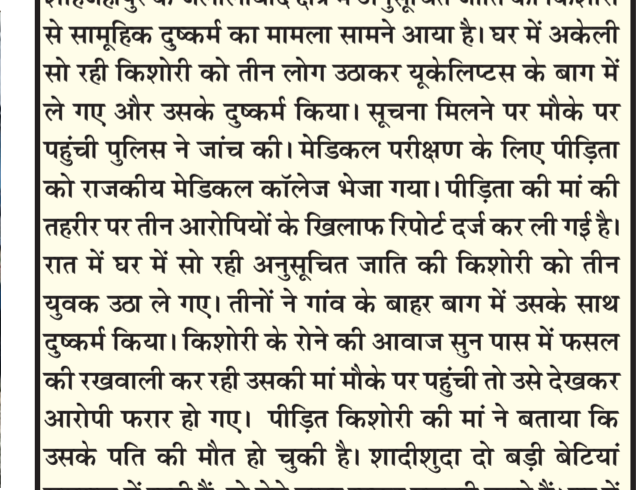 से सामूहिक दुष्कर्म का मामला सामने आया है। घर में अकेली
सो रही किशोरी को तीन लोग उठाकर यूकेलिप्टस के बाग में
ले गए और उसके दुष्कर्म किया। सूचना मिलने पर मौके पर
पहुंची पुलिस ने जांच की। मेडिकल परीक्षण के लिए पीड़िता
को राजकीय मेडिकल कॉलेज भेजा गया। पीड़िता की मां की
तहरीर पर तीन आरोपियों के खिलाफ रिपोर्ट दर्ज कर ली गई है।
रात में घर में सो रही अनुसूचित जाति की किशोरी को तीन
युवक उठा ले गए। तीनों ने गांव के बाहर बाग में उसके साथ
दुष्कर्म किया। किशोरी के रोने की आवाज सुन पास में फसल
की रखवाली कर रही उसकी मां मौके पर पहुंची तो उसे देखकर
आरोपी फरार हो गए। पीड़ित किशोरी की मां ने बताया कि
उसके पति की मौत हो चुकी है। शादीशुदा दो बड़ी बेटियां